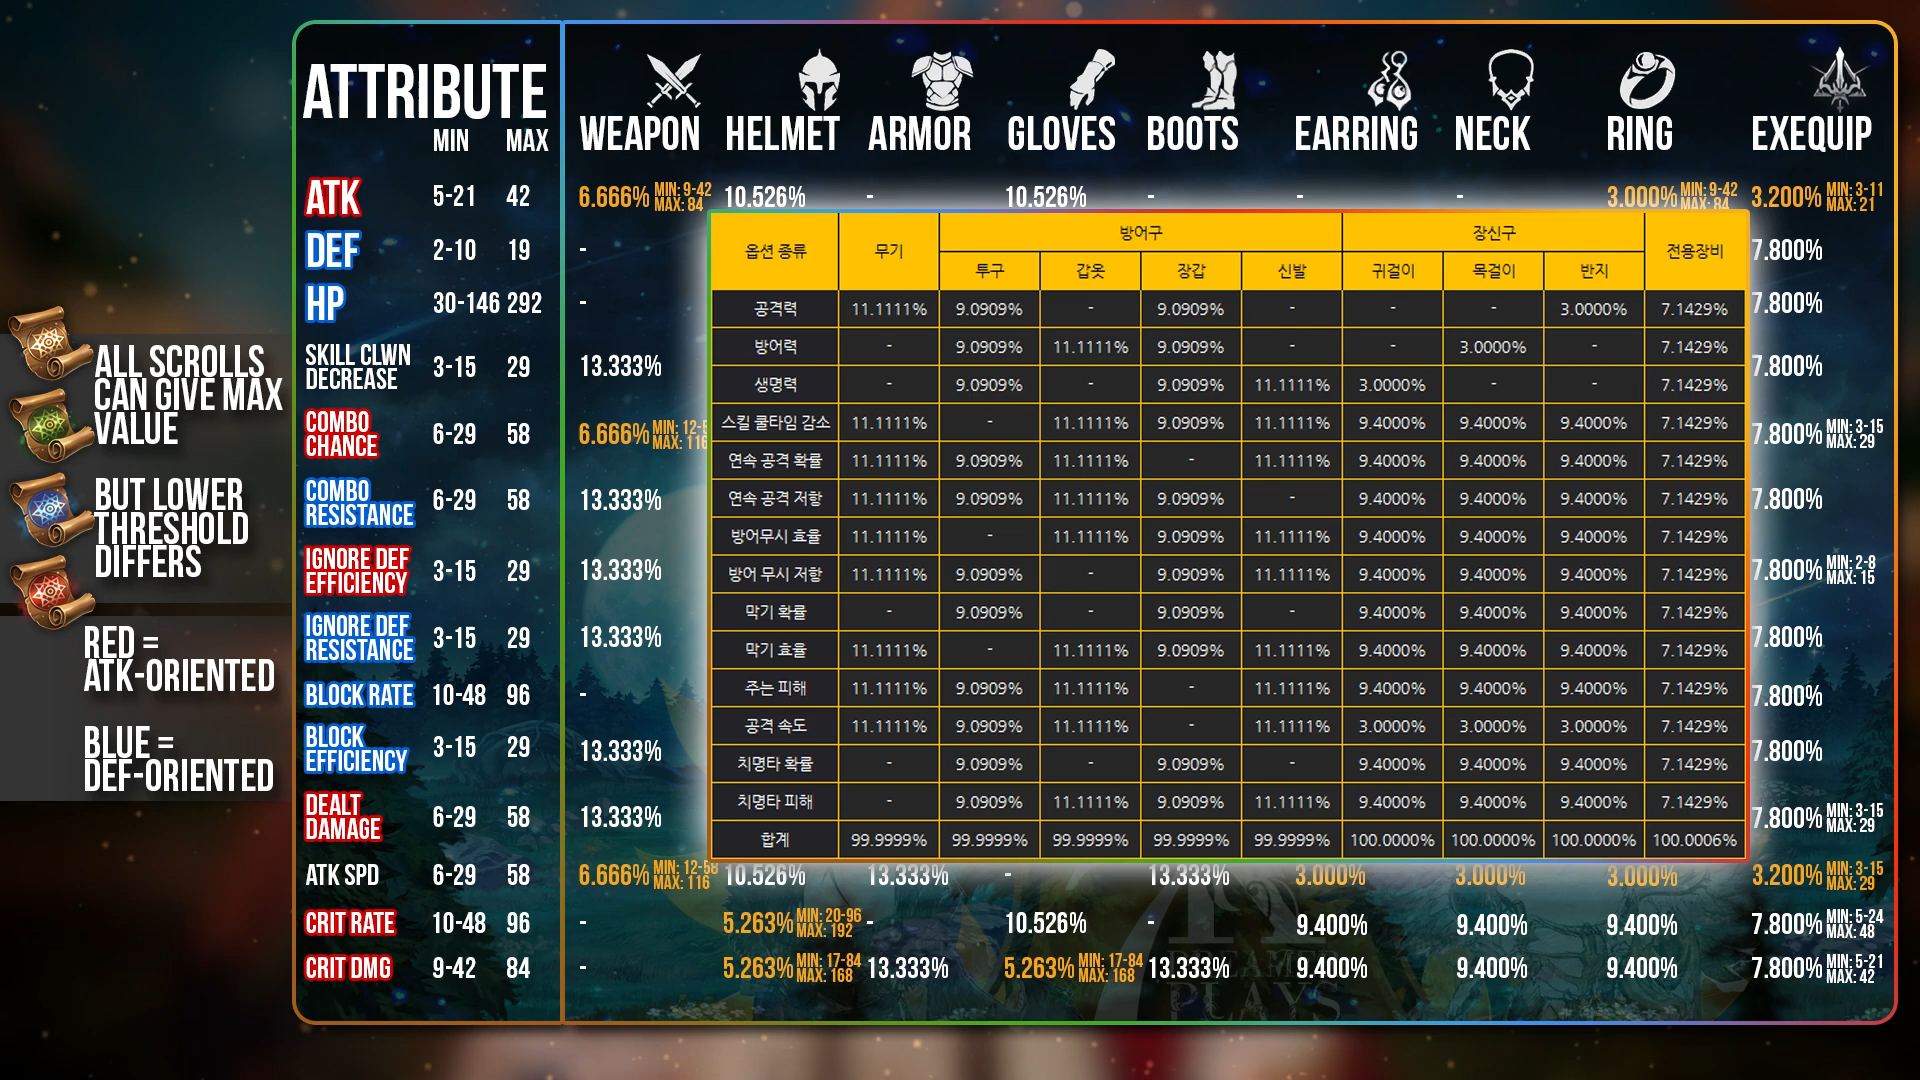 ATTRIBUTE
MIN MAX
WEAPON HELMET ARMOR GLOVES BOOTS EARRING NECK RING EXEQUIP
ATK 5-21 42 6.666% MIN: 9-42 MAX: 84 10.526% - 10.526% - - - 3.000% MIN: 9-42 MAX: 84 3.200% MIN: 3-11 MAX: 21
DEF 2-10 19 - 7.800%
HP 30-146 292 - 7.800%
SKILL CLWN DECREASE 3-15 29 13.333% 7.800%
COMBO CHANCE 6-29 58 6.666% MAX: 116 7.800% MIN: 3-15 MAX: 29
COMBO RESISTANCE 6-29 58 13.333% 7.800%
IGNORE DEF EFFICIENCY 3-15 29 13.333% 7.800% MIN: 2-8 MAX: 15
IGNORE DEF RESISTANCE 3-15 29 13.333% 7.800%
BLOCK RATE 10-48 96 - 7.800%
BLOCK EFFICIENCY 3-15 29 13.333% 7.800%
DEALT DAMAGE 6-29 58 13.333% 7.800% MIN: 3-15 MAX: 29
ATK SPD 6-29 58 6.666% MIN: 12-58 MAX: 116 10.526% 13.333% - 13.333% 3.000% 3.000% 3.000% 3.200% MIN: 3-15 MAX: 29
CRIT RATE 10-48 96 - 5.263% MIN: 20-96 MAX: 192 - 10.526% - 9.400% 9.400% 9.400% 7.800% MIN: 5-24 MAX: 48
CRIT DMG 9-42 84 - 5.263% MIN: 17-84 MAX: 168 13.333% 5.263% MIN: 17-84 MAX: 168 13.333% 9.400% 9.400% 9.400% 7.800% MIN: 5-21 MAX: 42
ALL SCROLLS
CAN GIVE MAX
VALUE
BUT LOWER
THRESHOLD
DIFFERS
RED =
ATK-ORIENTED
BLUE =
DEF-ORIENTED
옵션 종류 무기 방어구 장신구 전용장비
투구 갑옷 장갑 신발 귀걸이 목걸이 반지
공격력 11.1111% 9.0909% - 9.0909% - - - 3.0000% 7.1429%
방어력 - 9.0909% 11.1111% 9.0909% - - 3.0000% - 7.1429%
생명력 - 9.0909% - 9.0909% 11.1111% 3.0000% - - 7.1429%
스킬 쿨타임 감소 11.1111% - 11.1111% 9.0909% 11.1111% 9.4000% 9.4000% 9.4000% 7.1429%
연속 공격 확률 11.1111% 9.0909% 11.1111% - 11.1111% 9.4000% 9.4000% 9.4000% 7.1429%
연속 공격 저항 11.1111% 9.0909% 11.1111% 9.0909% - 9.4000% 9.4000% 9.4000% 7.1429%
방어무시 효율 11.1111% - 11.1111% 9.0909% 11.1111% 9.4000% 9.4000% 9.4000% 7.1429%
방어 무시 저항 11.1111% 9.0909% - 9.0909% 11.1111% 9.4000% 9.4000% 9.4000% 7.1429%
막기 확률 - 9.0909% - 9.0909% - 9.4000% 9.4000% 9.4000% 7.1429%
막기 효율 11.1111% - 11.1111% 9.0909% 11.1111% 9.4000% 9.4000% 9.4000% 7.1429%
주는 피해 11.1111% 9.0909% 11.1111% - 11.1111% 9.4000% 9.4000% 9.4000% 7.1429%
공격 속도 11.1111% 9.0909% 11.1111% - 11.1111% 3.0000% 3.0000% 3.0000% 7.1429%
치명타 확률 - 9.0909% - 9.0909% - 9.4000% 9.4000% 9.4000% 7.1429%
치명타 피해 - 9.0909% 11.1111% 9.0909% 11.1111% 9.4000% 9.4000% 9.4000% 7.1429%
합계 99.9999% 99.9999% 99.9999% 99.9999% 99.9999% 100.0000% 100.0000% 100.0000% 100.0006%
PLAYS